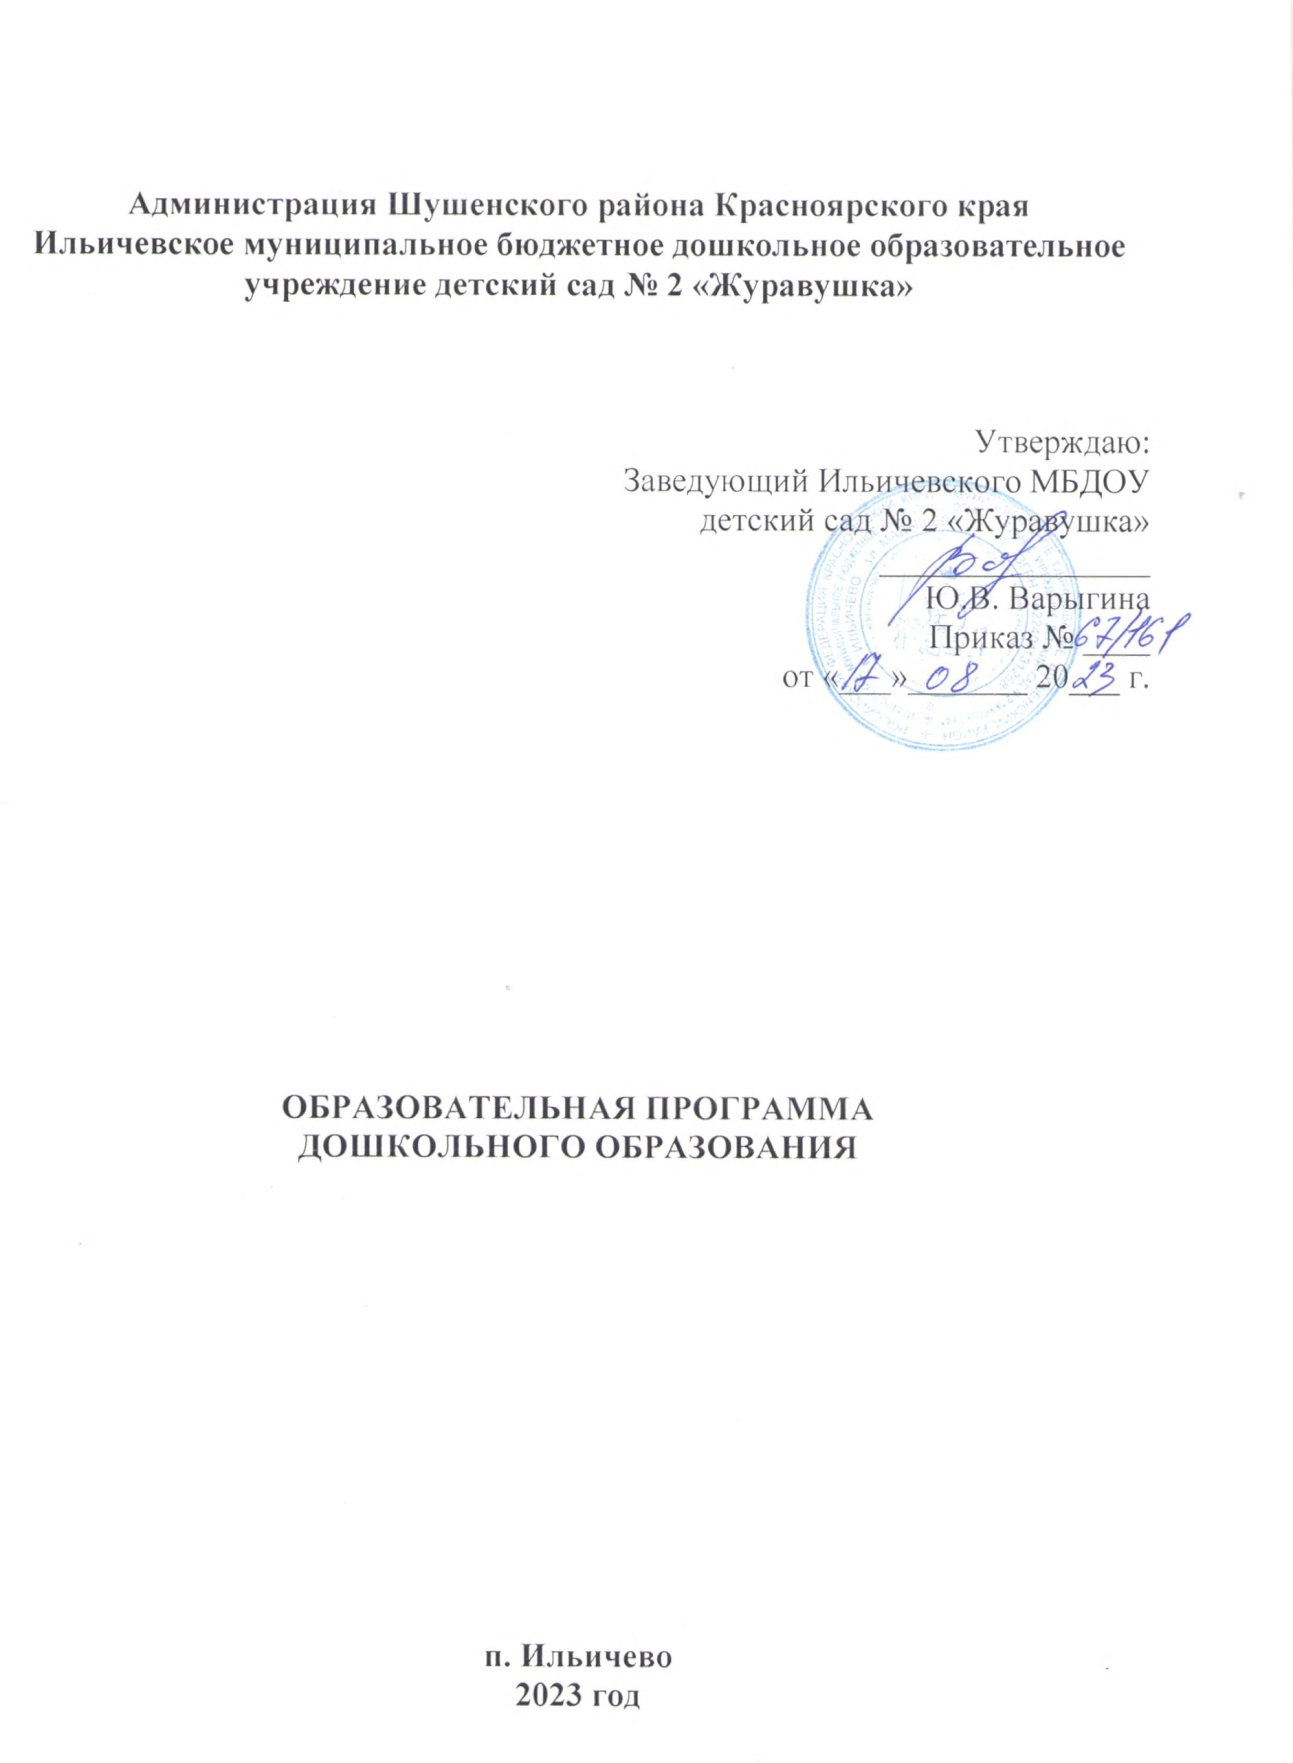 Администрация Шушенского района Красноярского края
Ильичевское муниципальное бюджетное дошкольное образовательное
учреждение детский сад № 2 «Журавушка»
Утверждаю:
Заведующий Ильичевского МБДОУ
детский сад № 2 «Журавушка»
Ю.В. Варыгина
Приказ № 67/161
от «17» 08 2023 г.
ОБРАЗОВАТЕЛЬНАЯ ПРОГРАММА
ДОШКОЛЬНОГО ОБРАЗОВАНИЯ
п. Ильичево
2023 год